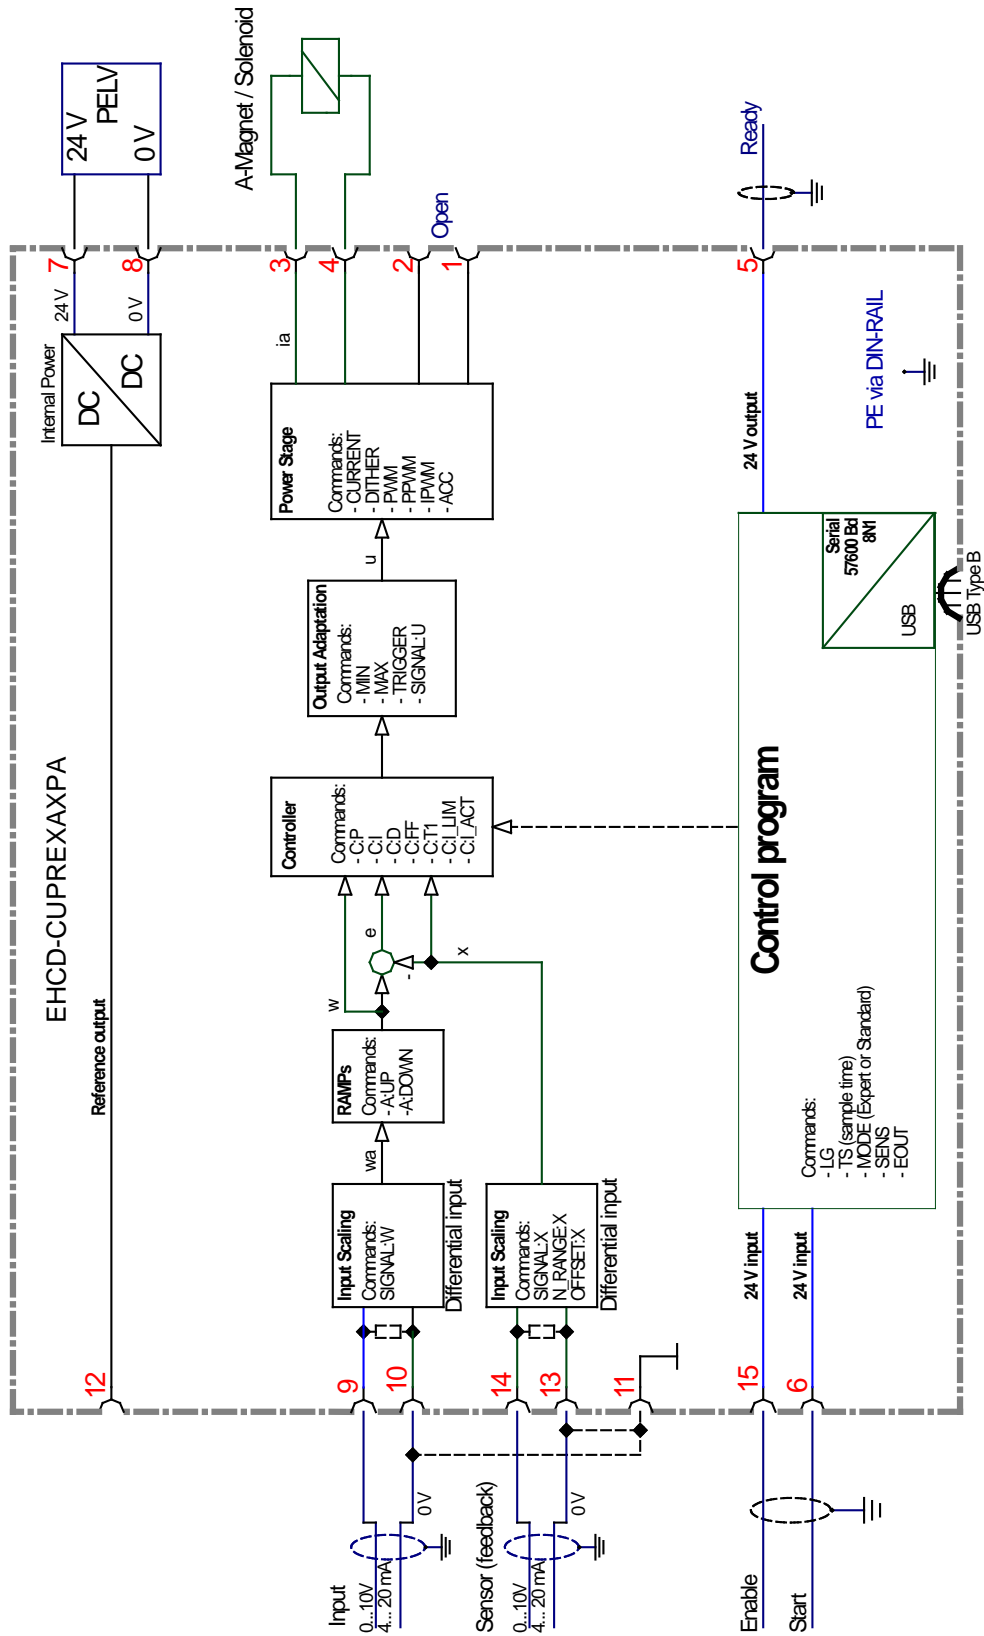 EHCD-CUPREXAXPA
12
Reference output
Internal Power
DC
DC
24 V
0 V
7
8
24 V
PELV
0 V
Input
0...10V
4... 20 mA
0 V
9
10
Input Scaling
Commands:
SIGNAL:W
Differential input
wa
RAMPs
Commands:
- A:UP
-A:DOWN
w
e
-
x
Controller
Commands:
- C:P
- C:I
- C:D
- C:FF
- C:T1
- C:I_LIM
- C:I_ACT
Output Adaptation
Commands:
- MIN
- MAX
- TRIGGER
- SIGNAL:U
u
Power Stage
Commands:
- CURRENT
- DITHER
- PWM
- PPWM
- IPWM
- ACC
ia
3
4
2
1
A-Magnet / Solenoid
Open
Sensor (feedback)
0...10V
4... 20 mA
0 V
14
13
11
Input Scaling
Commands:
SIGNAL:X
N_RANGE:X
OFFSET:X
Differential input
Enable
Start
15
6
24 V input
24 V input
Control program
Commands:
- LG
- TS (sample time)
- MODE (Expert or Standard)
- SENS
- EOUT
Serial
57600 Bd
8N1
USB
USB Type B
24 V output
5
Ready
PE via DIN-RAIL